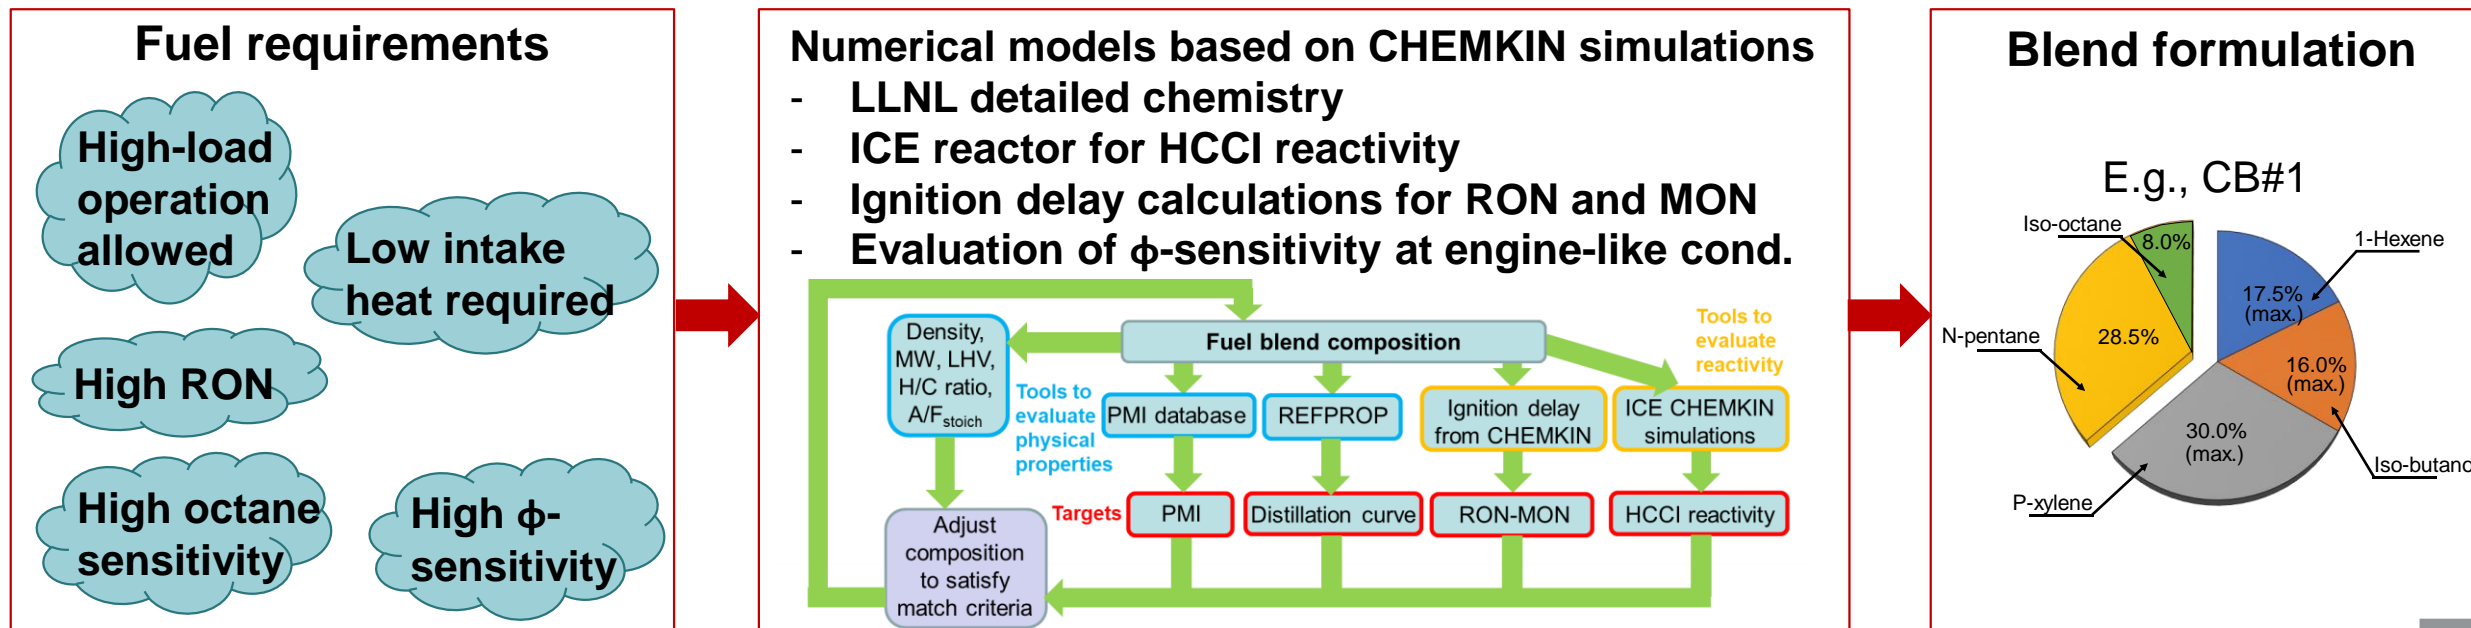 Fuel requirements
High-load
operation
allowed
Low intake
heat required
High RON
High octane
sensitivity
High ϕ-
sensitivity
Numerical models based on CHEMKIN simulations
- LLNL detailed chemistry
- ICE reactor for HCCI reactivity
- Ignition delay calculations for RON and MON
- Evaluation of ϕ-sensitivity at engine-like cond.
Density,
MW, LHV,
H/C ratio,
A/Fstoich
Fuel blend composition
Tools to
evaluate
reactivity
Tools to
evaluate
physical
properties
PMI database
REFPROP
Ignition delay
from CHEMKIN
ICE CHEMKIN
simulations
Targets
PMI
Distillation curve
RON-MON
HCCI reactivity
Adjust
composition
to satisfy
match criteria
Blend formulation
E.g., CB#1
Iso-octane
8.0%
1-Hexene
17.5%
(max.)
N-pentane
28.5%
16.0%
(max.)
30.0%
(max.)
Iso-butano
P-xylene